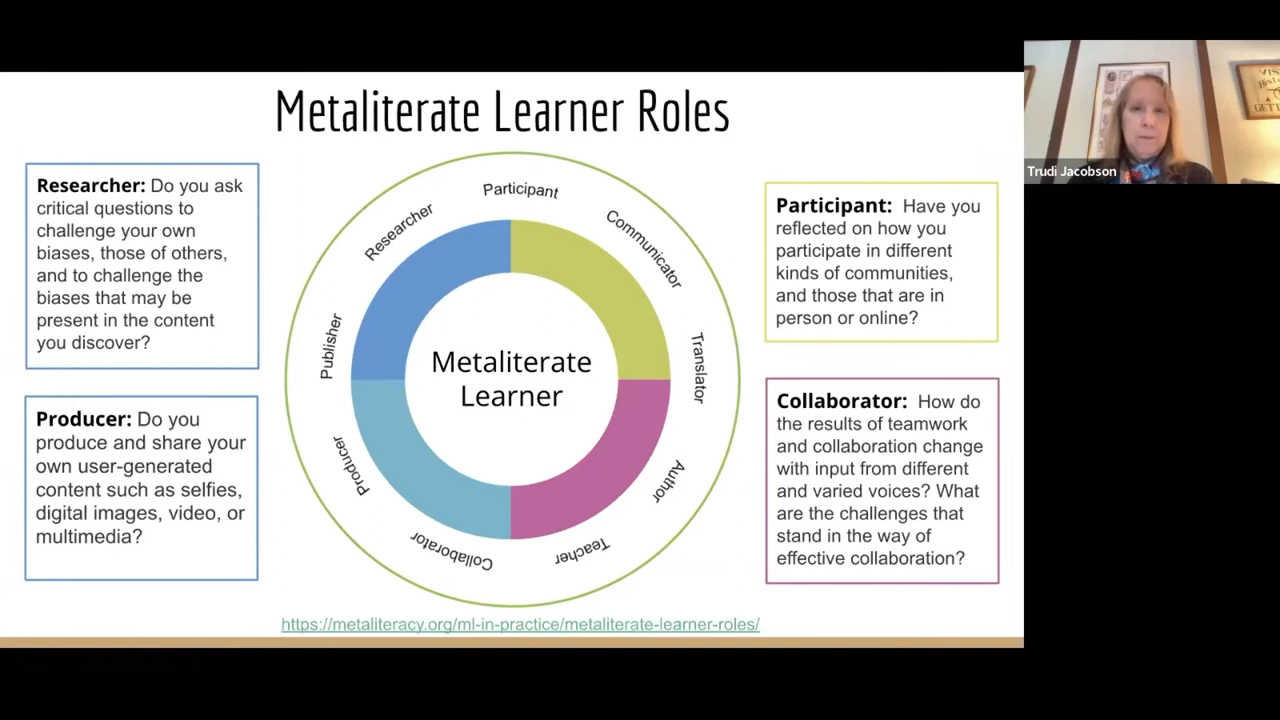 Metaliterate Learner Roles
Researcher: Do you ask
critical questions to
challenge your own
biases, those of others,
and to challenge the
biases that may be
present in the content
you discover?
Producer: Do you
produce and share your
own user-generated
content such as selfies,
digital images, video, or
multimedia?
Participant
Communicator
Translator
Author
Teacher
Collaborator
Producer
Publisher
Researcher
Metaliterate
Learner
Participant: Have you
reflected on how you
participate in different
kinds of communities,
and those that are in
person or online?
Collaborator: How do
the results of teamwork
and collaboration change
with input from different
and varied voices? What
are the challenges that
stand in the way of
effective collaboration?
https://metaliteracy.org/ml-in-practice/metaliterate-learner-roles/
Trudi Jacobson